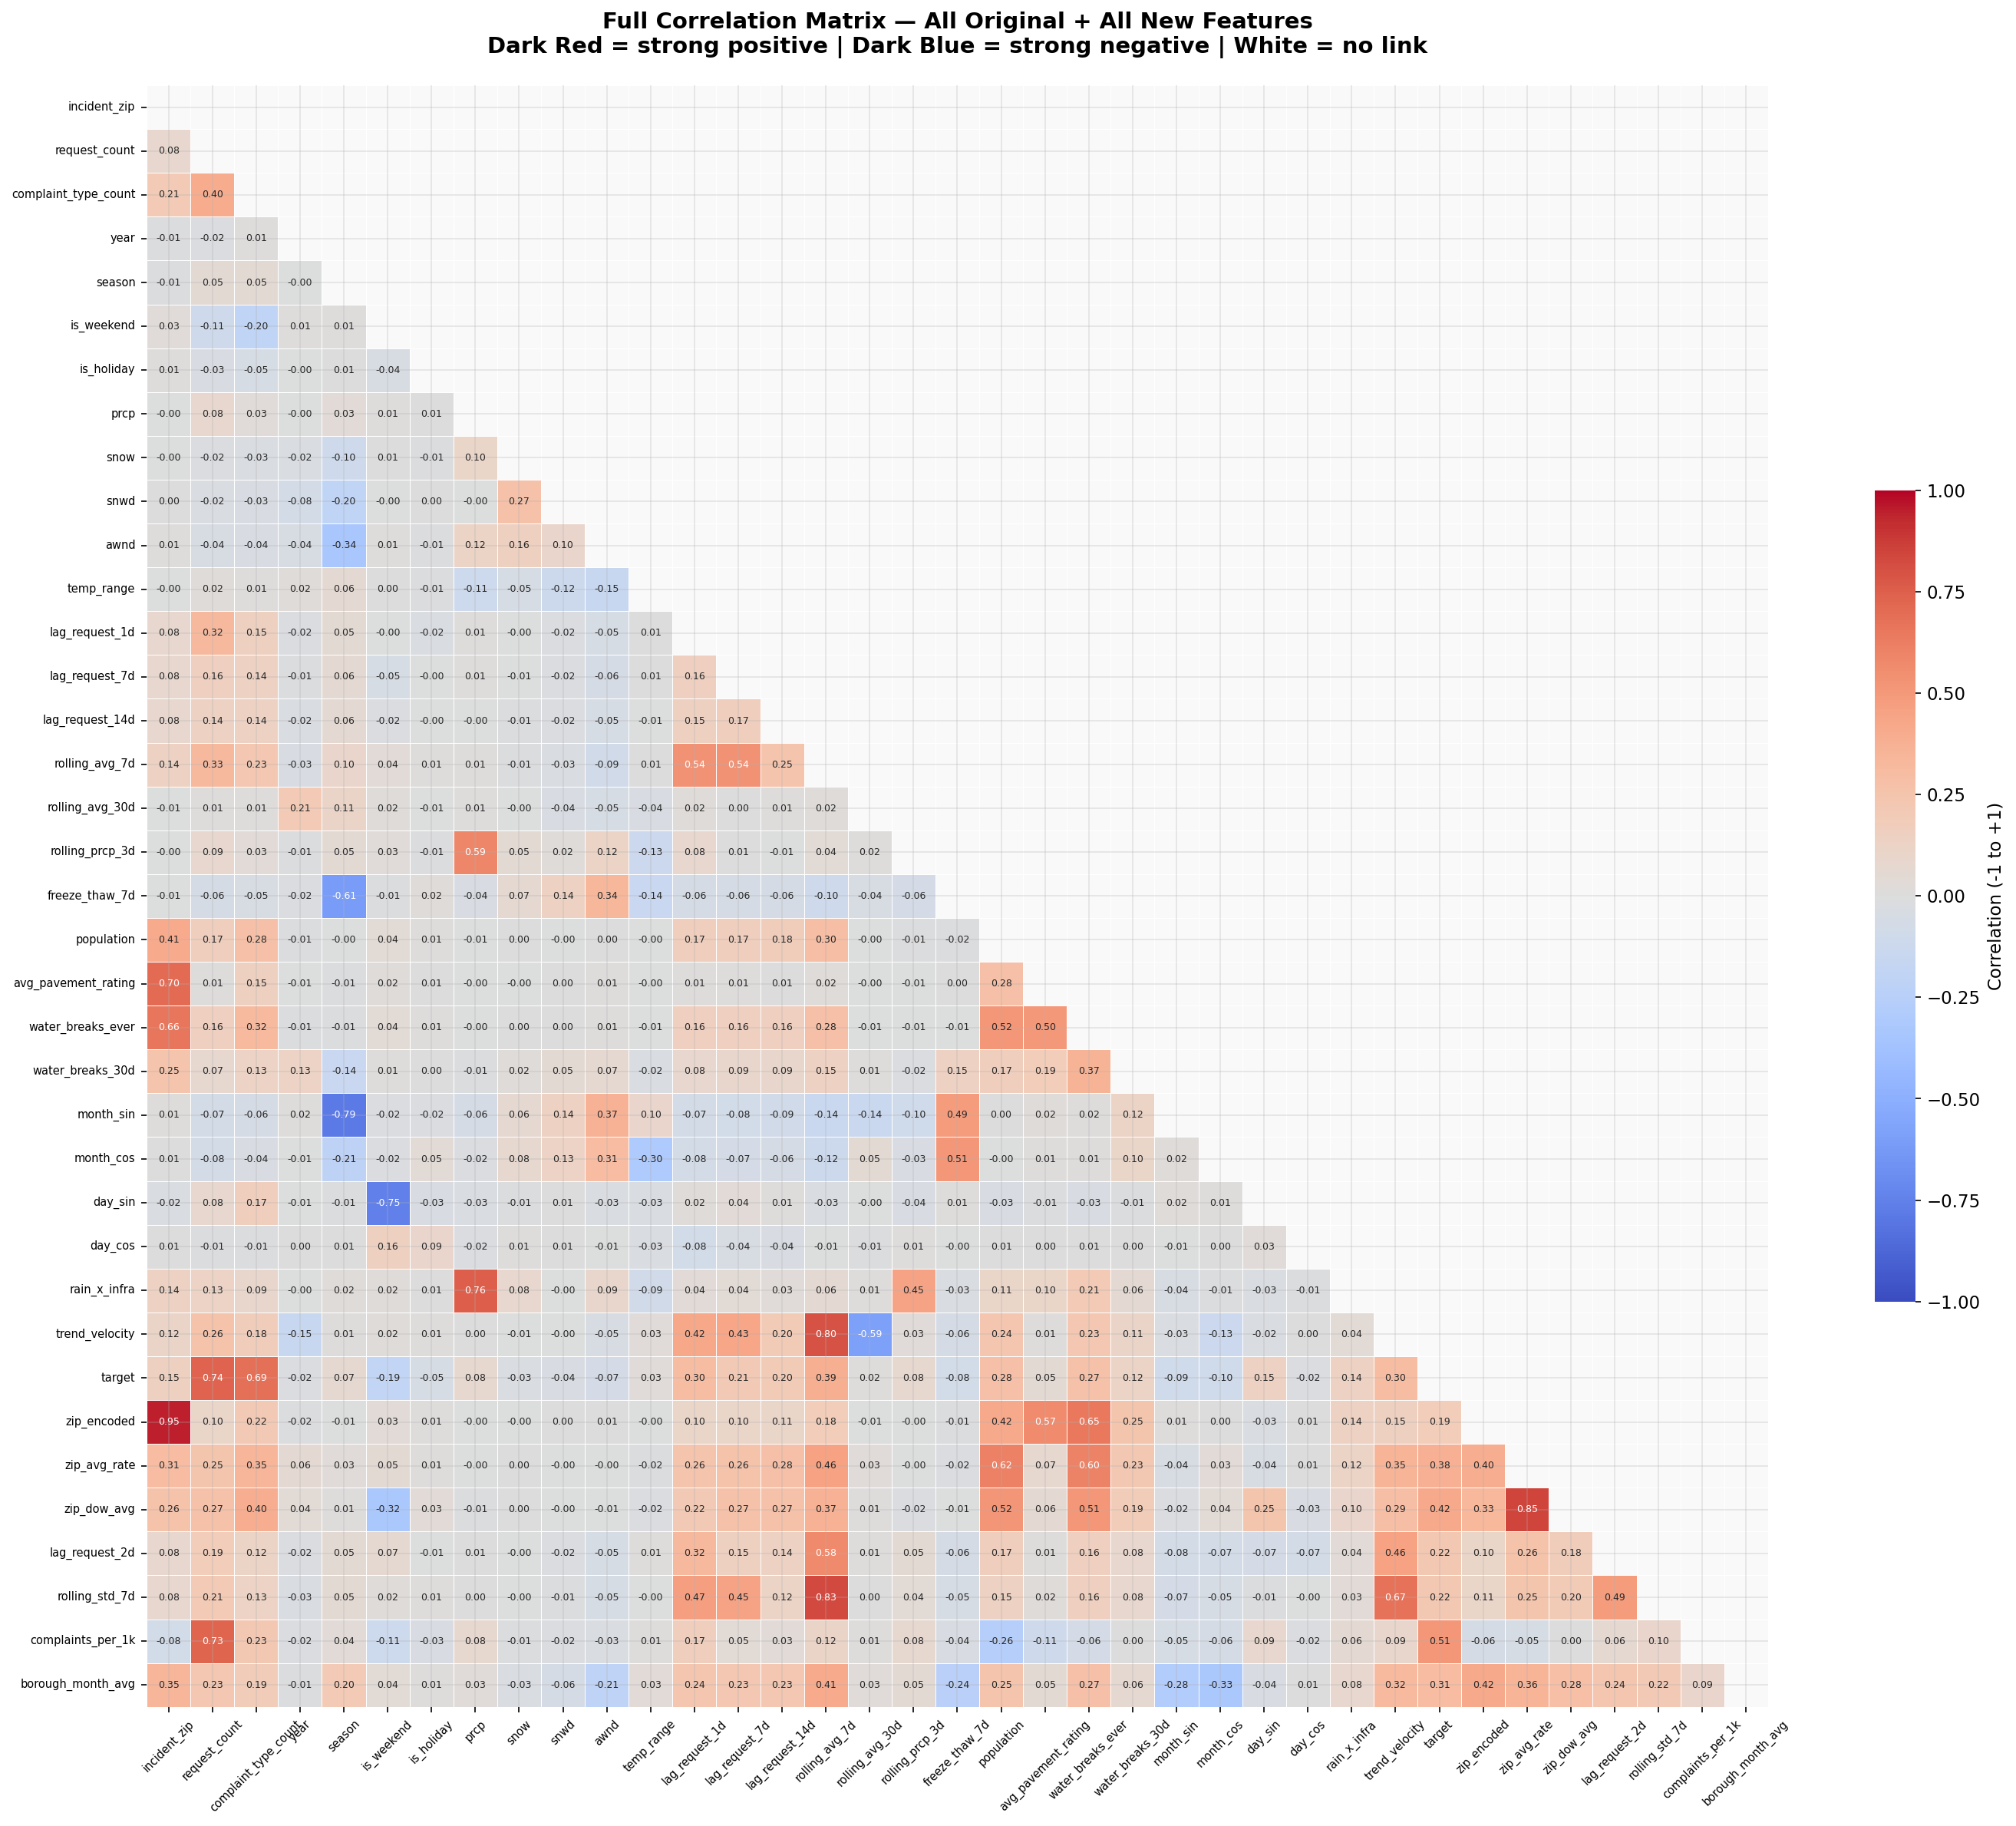 Full Correlation Matrix — All Original + All New Features
Dark Red = strong positive | Dark Blue = strong negative | White = no link
incident_zip
request_count 0.08
complaint_type_count 0.21 0.40
year -0.01 -0.02 0.01
season -0.01 0.05 0.05 -0.00
is_weekend 0.03 -0.11 -0.20 0.01 0.01
is_holiday 0.01 -0.03 -0.05 -0.00 0.01 -0.04
prcp -0.00 0.08 0.03 -0.00 0.03 0.01 0.01
snow -0.00 -0.02 -0.03 -0.02 -0.10 0.01 -0.01 0.10
snwd 0.00 -0.02 -0.03 -0.08 -0.20 -0.00 0.00 -0.00 0.27
awnd 0.01 -0.04 -0.04 -0.04 -0.34 0.01 -0.01 0.12 0.16 0.10
temp_range -0.00 0.02 0.01 0.02 0.06 0.00 -0.01 -0.11 -0.05 -0.12 -0.15
lag_request_1d 0.08 0.32 0.15 -0.02 0.05 -0.00 -0.02 0.01 -0.00 -0.02 -0.05 0.01
lag_request_7d 0.08 0.16 0.14 -0.01 0.06 -0.05 -0.00 0.01 -0.01 -0.02 -0.06 0.01 0.16
lag_request_14d 0.08 0.14 0.14 -0.02 0.06 -0.02 -0.00 -0.00 -0.01 -0.02 -0.05 -0.01 0.15 0.17
rolling_avg_7d 0.14 0.33 0.23 -0.03 0.10 0.04 0.01 0.01 -0.01 -0.03 -0.09 0.01 0.54 0.54 0.25
rolling_avg_30d -0.01 0.01 0.01 0.21 0.11 0.02 -0.01 0.01 -0.00 -0.04 -0.05 -0.04 0.02 0.00 0.01 0.02
rolling_prcp_3d -0.00 0.09 0.03 -0.01 0.05 0.03 -0.01 0.59 0.05 0.02 0.12 -0.13 0.08 0.01 -0.01 0.04 0.02
freeze_thaw_7d -0.01 -0.06 -0.05 -0.02 -0.61 -0.01 0.02 -0.04 0.07 0.14 0.34 -0.14 -0.06 -0.06 -0.06 -0.10 -0.04 -0.06
population 0.41 0.17 0.28 -0.01 -0.00 0.04 0.01 -0.01 0.00 -0.00 0.00 -0.00 0.17 0.17 0.18 0.30 -0.00 -0.01 -0.02
avg_pavement_rating 0.70 0.01 0.15 -0.01 -0.01 0.02 0.01 -0.00 -0.00 0.00 0.01 -0.00 0.01 0.01 0.01 0.02 -0.00 -0.01 0.00 0.28
water_breaks_ever 0.66 0.16 0.32 -0.01 -0.01 0.04 0.01 -0.00 0.00 0.00 0.01 -0.01 0.16 0.16 0.16 0.28 -0.01 -0.01 -0.01 0.52 0.50
water_breaks_30d 0.25 0.07 0.13 0.13 -0.14 0.01 0.00 -0.01 0.02 0.05 0.07 -0.02 0.08 0.09 0.09 0.15 0.01 -0.02 0.15 0.17 0.19 0.37
month_sin 0.01 -0.07 -0.06 0.02 -0.79 -0.02 -0.02 -0.06 0.06 0.14 0.37 0.10 -0.07 -0.08 -0.09 -0.14 -0.14 -0.10 0.49 0.00 0.02 0.02 0.12
month_cos 0.01 -0.08 -0.04 -0.01 -0.21 -0.02 0.05 -0.02 0.08 0.13 0.31 -0.30 -0.08 -0.07 -0.06 -0.12 0.05 -0.03 0.51 -0.00 0.01 0.01 0.10 0.02
day_sin -0.02 0.08 0.17 -0.01 -0.01 -0.75 -0.03 -0.03 -0.01 0.01 -0.03 -0.03 0.02 0.04 0.01 -0.03 -0.00 -0.04 0.01 -0.03 -0.01 -0.03 -0.01 0.02 0.01
day_cos 0.01 -0.01 -0.01 0.00 0.01 0.16 0.09 -0.02 0.01 0.01 -0.01 -0.03 -0.08 -0.04 -0.04 -0.01 -0.01 0.01 -0.00 0.01 0.00 0.01 0.00 -0.01 0.00 0.03
rain_x_infra 0.14 0.13 0.09 -0.00 0.02 0.02 0.01 0.76 0.08 -0.00 0.09 -0.09 0.04 0.04 0.03 0.06 0.01 0.45 -0.03 0.11 0.10 0.21 0.06 -0.04 -0.01 -0.03 -0.01
trend_velocity 0.12 0.26 0.18 -0.15 0.01 0.02 0.01 0.00 -0.01 -0.00 -0.05 0.03 0.42 0.43 0.20 0.80 -0.59 0.03 -0.06 0.24 0.01 0.23 0.11 -0.03 -0.13 -0.02 0.00 0.04
target 0.15 0.74 0.69 -0.02 0.07 -0.19 -0.05 0.08 -0.03 -0.04 -0.07 0.03 0.30 0.21 0.20 0.39 0.02 0.08 -0.08 0.28 0.05 0.27 0.12 -0.09 -0.10 0.15 -0.02 0.14 0.30
zip_encoded 0.95 0.10 0.22 -0.02 -0.01 0.03 0.01 -0.00 -0.00 0.00 0.01 -0.00 0.10 0.10 0.11 0.18 -0.01 -0.00 -0.01 0.42 0.57 0.65 0.25 0.01 0.00 -0.03 0.01 0.14 0.15 0.19
zip_avg_rate 0.31 0.25 0.35 0.06 0.03 0.05 0.01 -0.00 0.00 -0.00 -0.00 -0.02 0.26 0.26 0.28 0.46 0.03 -0.00 -0.02 0.62 0.07 0.60 0.23 -0.04 0.03 -0.04 0.01 0.12 0.35 0.38 0.40
zip_dow_avg 0.26 0.27 0.40 0.04 0.01 -0.32 0.03 -0.01 0.00 -0.00 -0.01 -0.02 0.22 0.27 0.27 0.37 0.01 -0.02 -0.01 0.52 0.06 0.51 0.19 -0.02 0.04 0.25 -0.03 0.10 0.29 0.42 0.33 0.85
lag_request_2d 0.08 0.19 0.12 -0.02 0.05 0.07 -0.01 0.01 -0.00 -0.02 -0.05 0.01 0.32 0.15 0.14 0.58 0.01 0.05 -0.06 0.17 0.01 0.16 0.08 -0.08 -0.07 -0.07 -0.07 0.04 0.46 0.22 0.10 0.26 0.18
rolling_std_7d 0.08 0.21 0.13 -0.03 0.05 0.02 0.01 0.00 -0.00 -0.01 -0.05 -0.00 0.47 0.45 0.12 0.83 0.00 0.04 -0.05 0.15 0.02 0.16 0.08 -0.07 -0.05 -0.01 -0.00 0.03 0.67 0.22 0.11 0.25 0.20 0.49
complaints_per_1k -0.08 0.73 0.23 -0.02 0.04 -0.11 -0.03 0.08 -0.01 -0.02 -0.03 0.01 0.17 0.05 0.03 0.12 0.01 0.08 -0.04 -0.26 -0.11 -0.06 0.00 -0.05 -0.06 0.09 -0.02 0.06 0.09 0.51 -0.06 -0.05 0.00 0.06 0.10
borough_month_avg 0.35 0.23 0.19 -0.01 0.20 0.04 0.01 0.03 -0.03 -0.06 -0.21 0.03 0.24 0.23 0.23 0.41 0.03 0.05 -0.24 0.25 0.05 0.27 0.06 -0.28 -0.33 -0.04 0.01 0.08 0.32 0.31 0.42 0.36 0.28 0.24 0.22 0.09
incident_zip
request_count
complaint_type_count
year
season
is_weekend
is_holiday
prcp
snow
snwd
awnd
temp_range
lag_request_1d
lag_request_7d
lag_request_14d
rolling_avg_7d
rolling_avg_30d
rolling_prcp_3d
freeze_thaw_7d
population
avg_pavement_rating
water_breaks_ever
water_breaks_30d
month_sin
month_cos
day_sin
day_cos
rain_x_infra
trend_velocity
target
zip_encoded
zip_avg_rate
zip_dow_avg
lag_request_2d
rolling_std_7d
complaints_per_1k
borough_month_avg
1.00
0.75
0.50
0.25
0.00
−0.25
−0.50
−0.75
−1.00
Correlation (-1 to +1)